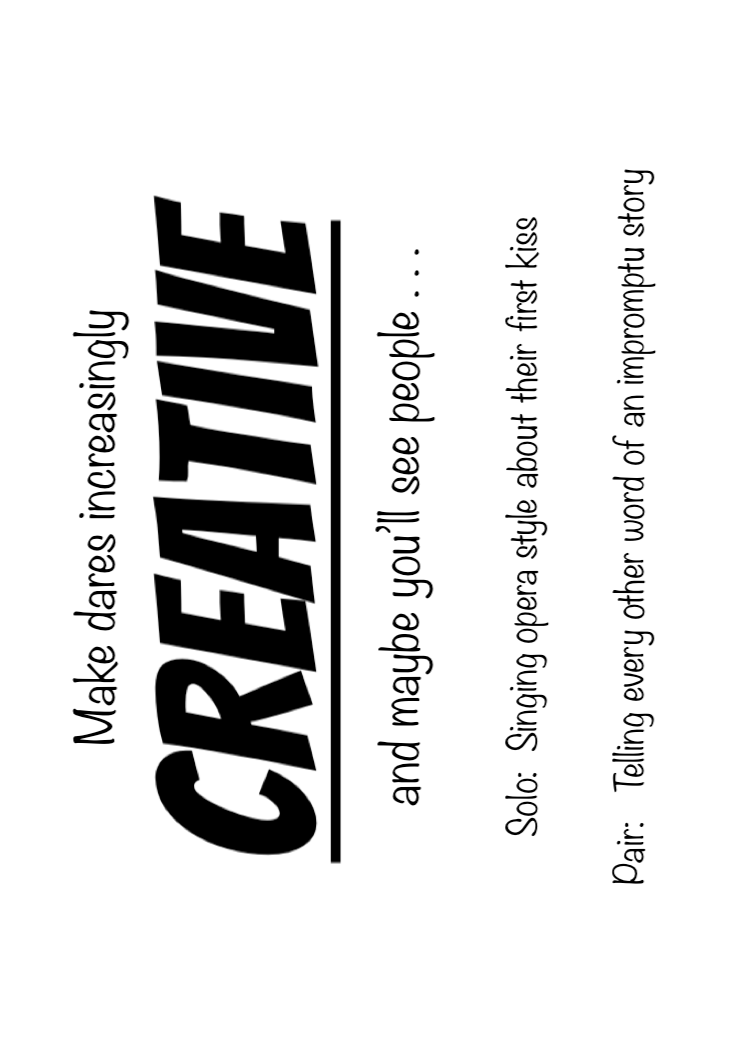 Make dares increasingly
CREATIVE
and maybe you'll see people . . .
Solo: Singing opera style about their first kiss
Pair: Telling every other word of an impromptu story